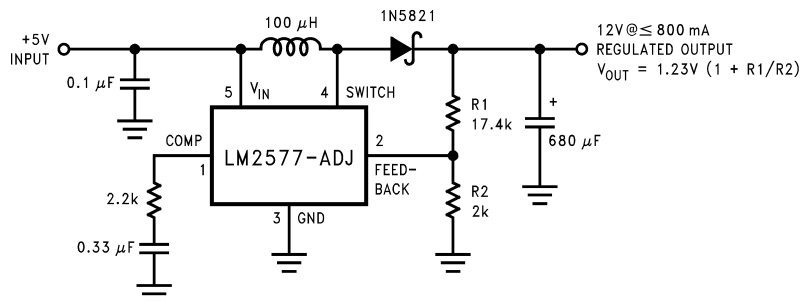 +5V
INPUT
100 μH
1N5821
12V@≤ 800 mA
REGULATED OUTPUT
VOUT = 1.23V (1 + R1/R2)
0.1 μF
5
VIN
4
SWITCH
R1
17.4k
+
680 μF
COMP
1
LM2577-ADJ
2
FEED-
BACK
2.2k
R2
2k
3
GND
0.33 μF